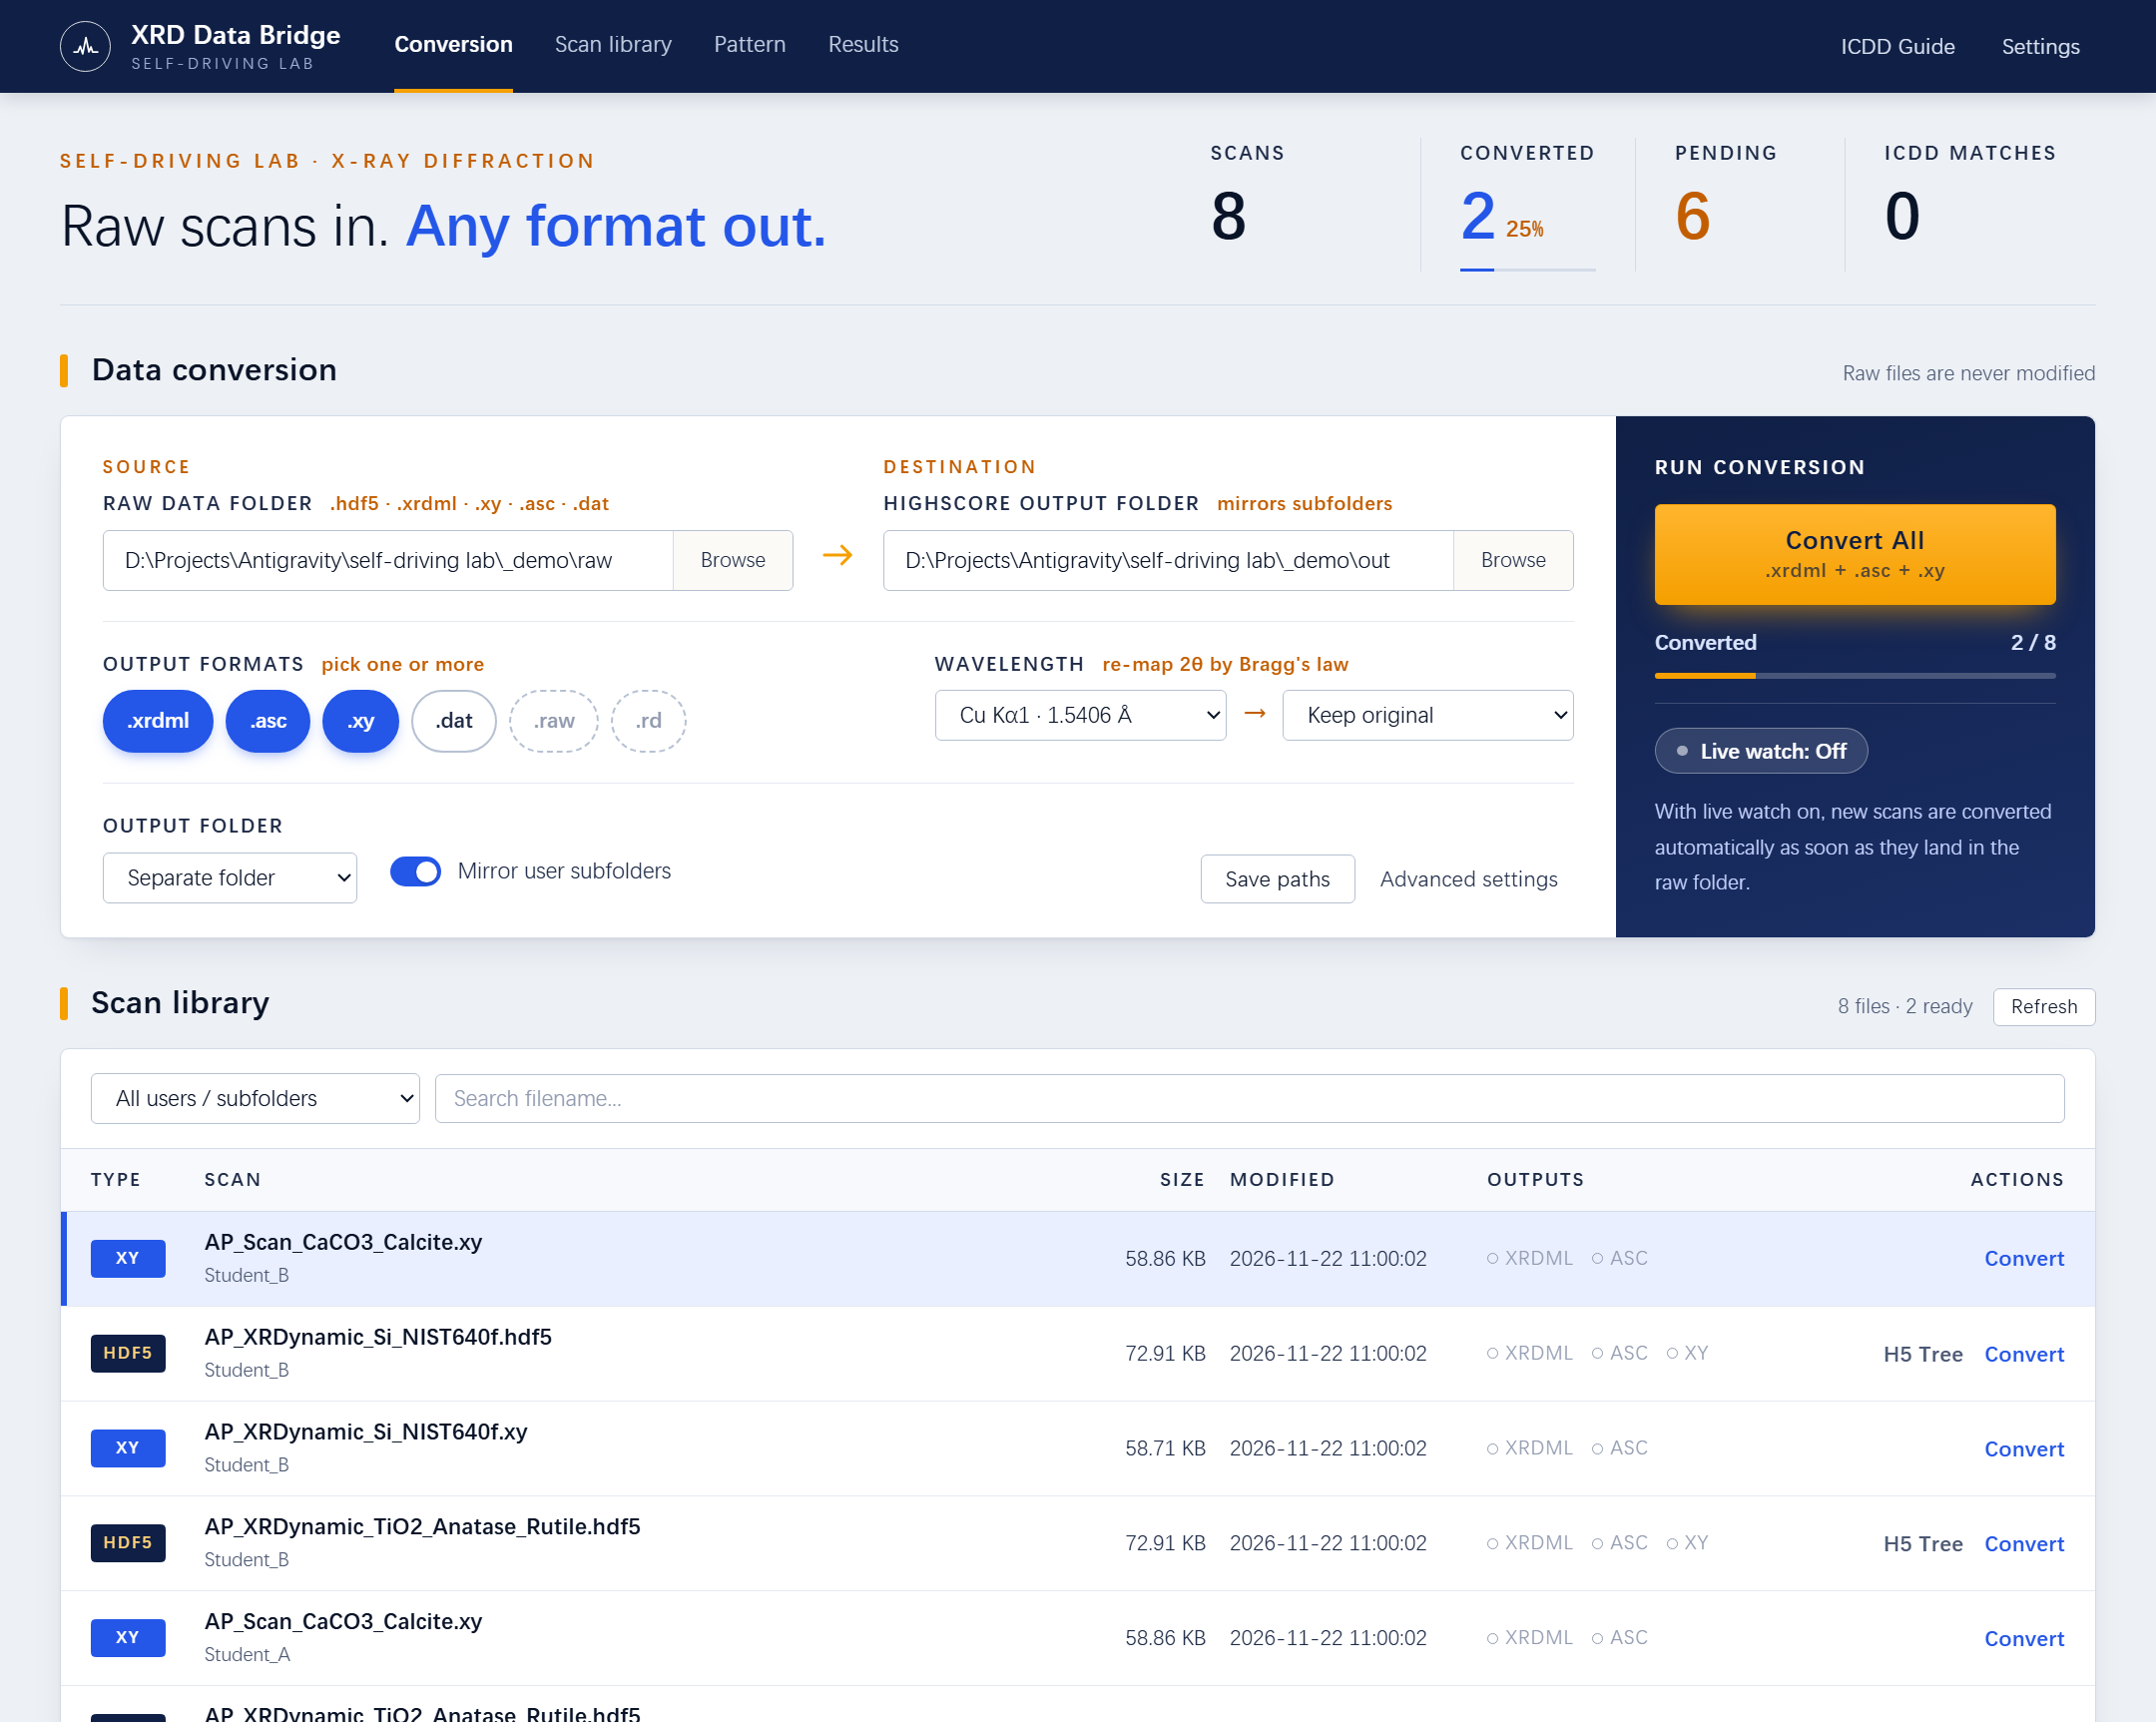 XRD Data Bridge
SELF-DRIVING LAB
Conversion Scan library Pattern Results
ICDD Guide Settings
SELF-DRIVING LAB · X-RAY DIFFRACTION
Raw scans in. Any format out.
SCANS
8
CONVERTED
2 25%
PENDING
6
ICDD MATCHES
0
Data conversion
Raw files are never modified
SOURCE
RAW DATA FOLDER .hdf5 · .xrdml · .xy · .asc · .dat
D:\Projects\Antigravity\self-driving lab\_demo\raw Browse
→
DESTINATION
HIGHSCORE OUTPUT FOLDER mirrors subfolders
D:\Projects\Antigravity\self-driving lab\_demo\out Browse
OUTPUT FORMATS pick one or more
.xrdml .asc .xy .dat .raw .rd
WAVELENGTH re-map 2θ by Bragg's law
Cu Kα1 · 1.5406 Å → Keep original
OUTPUT FOLDER
Separate folder Mirror user subfolders
Save paths Advanced settings
RUN CONVERSION
Convert All
.xrdml + .asc + .xy
Converted 2 / 8
Live watch: Off
With live watch on, new scans are converted
automatically as soon as they land in the
raw folder.
Scan library
8 files · 2 ready Refresh
All users / subfolders Search filename...
TYPE SCAN SIZE MODIFIED OUTPUTS ACTIONS
XY AP_Scan_CaCO3_Calcite.xy 58.86 KB 2026-11-22 11:00:02 XRDML ASC Convert
Student_B
HDF5 AP_XRDynamic_Si_NIST640f.hdf5 72.91 KB 2026-11-22 11:00:02 XRDML ASC XY H5 Tree Convert
Student_B
XY AP_XRDynamic_Si_NIST640f.xy 58.71 KB 2026-11-22 11:00:02 XRDML ASC Convert
Student_B
HDF5 AP_XRDynamic_TiO2_Anatase_Rutile.hdf5 72.91 KB 2026-11-22 11:00:02 XRDML ASC XY H5 Tree Convert
Student_B
XY AP_Scan_CaCO3_Calcite.xy 58.86 KB 2026-11-22 11:00:02 XRDML ASC Convert
Student_A
AP_XRDynamic_TiO2_Anatase_Rutile.hdf5